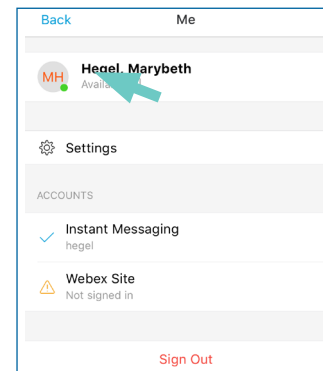 Back Me
MH Hegel, Marybeth
Settings
ACCOUNTS
Instant Messaging
hegel
Webex Site
Not signed in
Sign Out